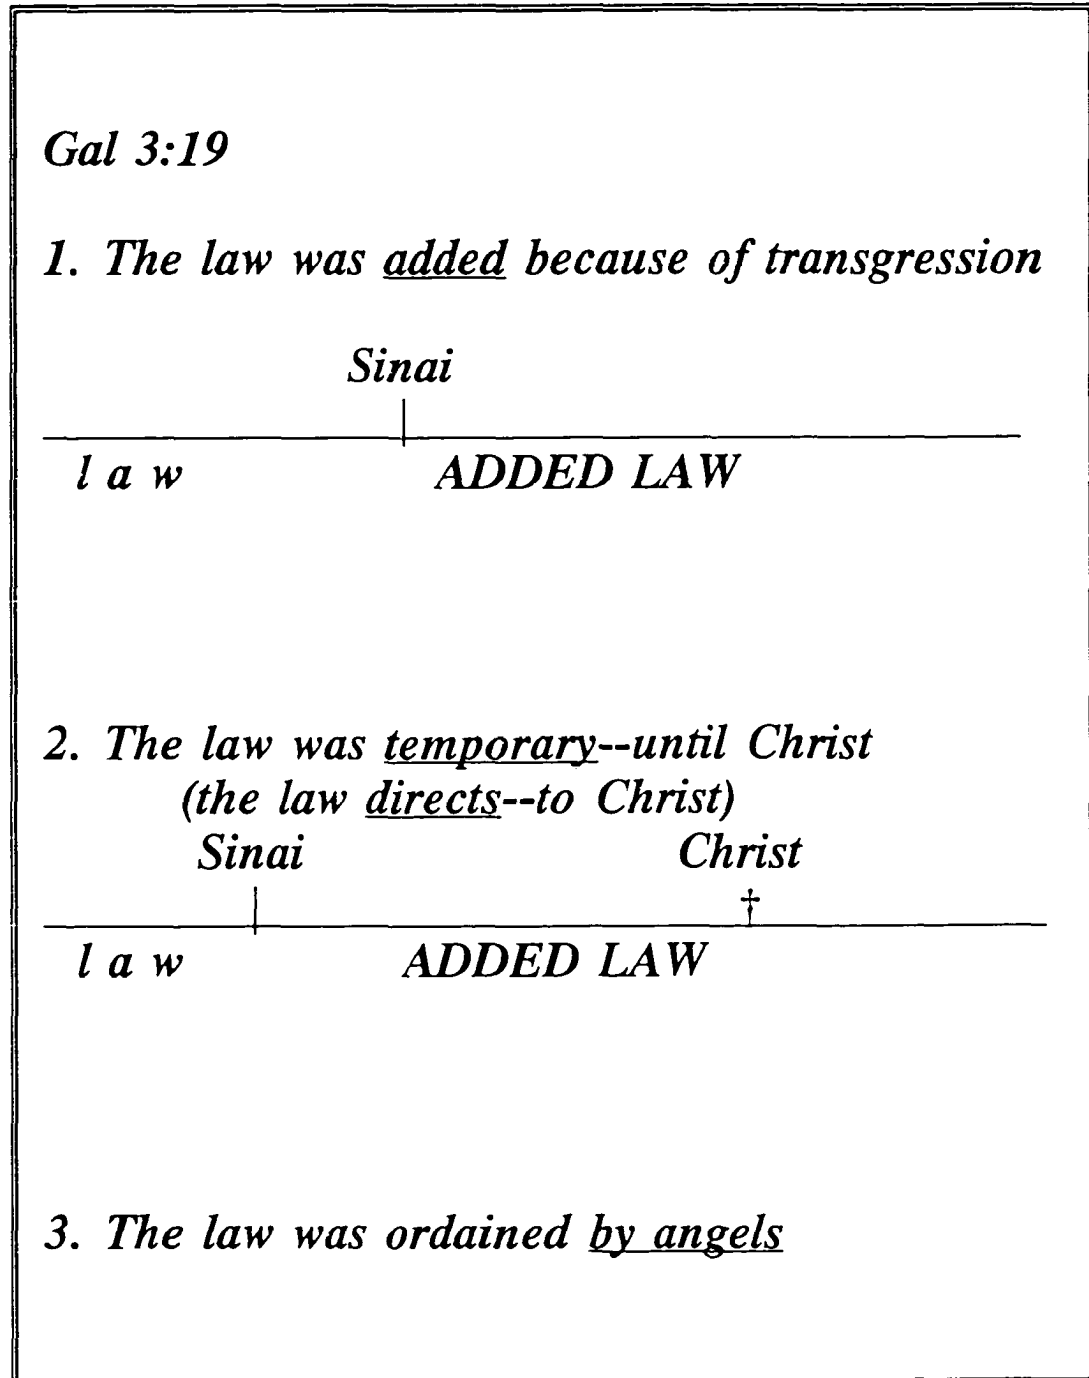 Gal 3:19
1. The law was added because of transgression
Sinai
l a w ADDED LAW
2. The law was temporary--until Christ
(the law directs--to Christ)
Sinai Christ
†
l a w ADDED LAW
3. The law was ordained by angels